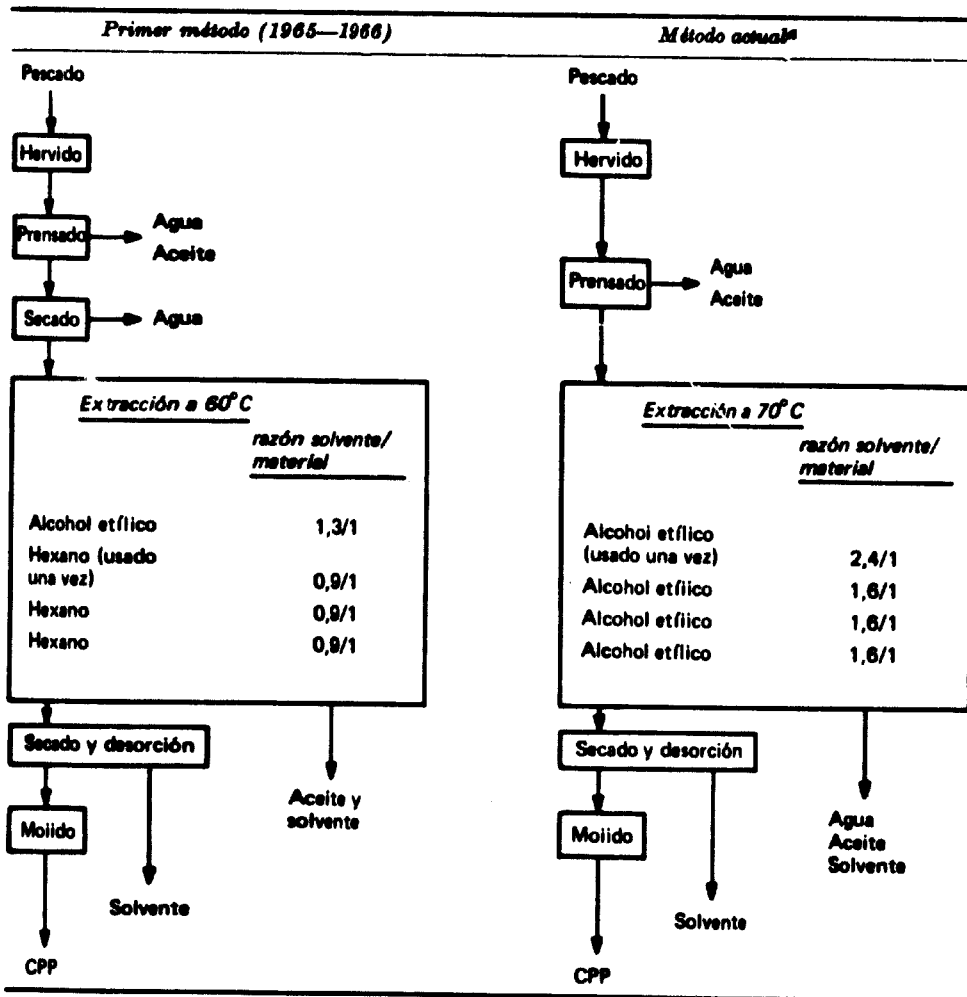 Primer método (1965—1966)
Pescado
Hervido
Prensado
Agua
Aceite
Secado
Agua
Extracción a 60°C
razón solvente/
material
Alcohol etílico 1,3/1
Hexano (usado
una vez) 0,9/1
Hexano 0,9/1
Hexano 0,9/1
Secado y desorción
Aceite y
solvente
Molido
Solvente
CPP
Método actualª
Pescado
Hervido
Prensado
Agua
Aceite
Extracción a 70°C
razón solvente/
material
Alcohol etílico
(usado una vez) 2,4/1
Alcohol etílico 1,6/1
Alcohol etílico 1,6/1
Alcohol etílico 1,6/1
Secado y desorción
Molido
Agua
Aceite
Solvente
Solvente
CPP